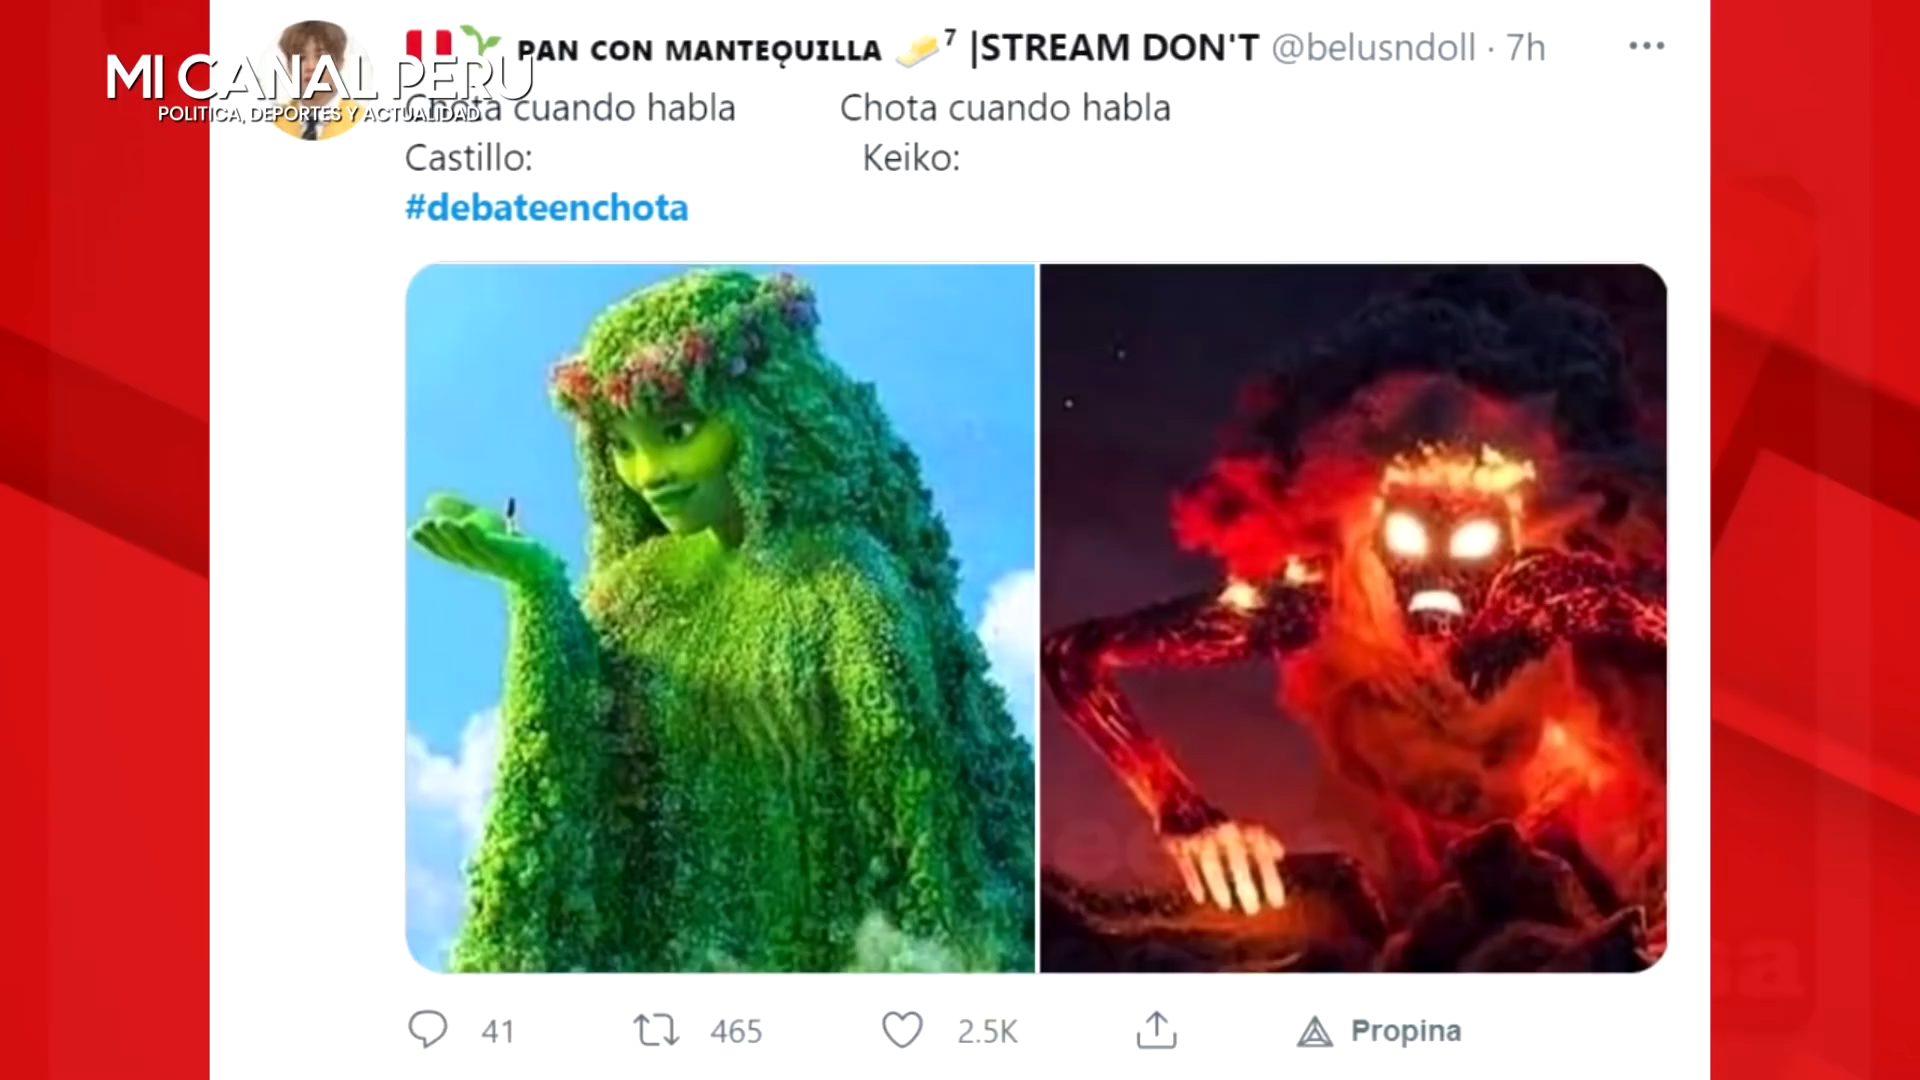 MI CANAL PERU
POLITICA, DEPORTES Y ACTUALIDAD
PAN CON MANTEQUILLA 7 |STREAM DON'T @belusndoll · 7h
Chota cuando habla Chota cuando habla
Castillo: Keiko:
#debateenchota
41 465 2.5K Propina